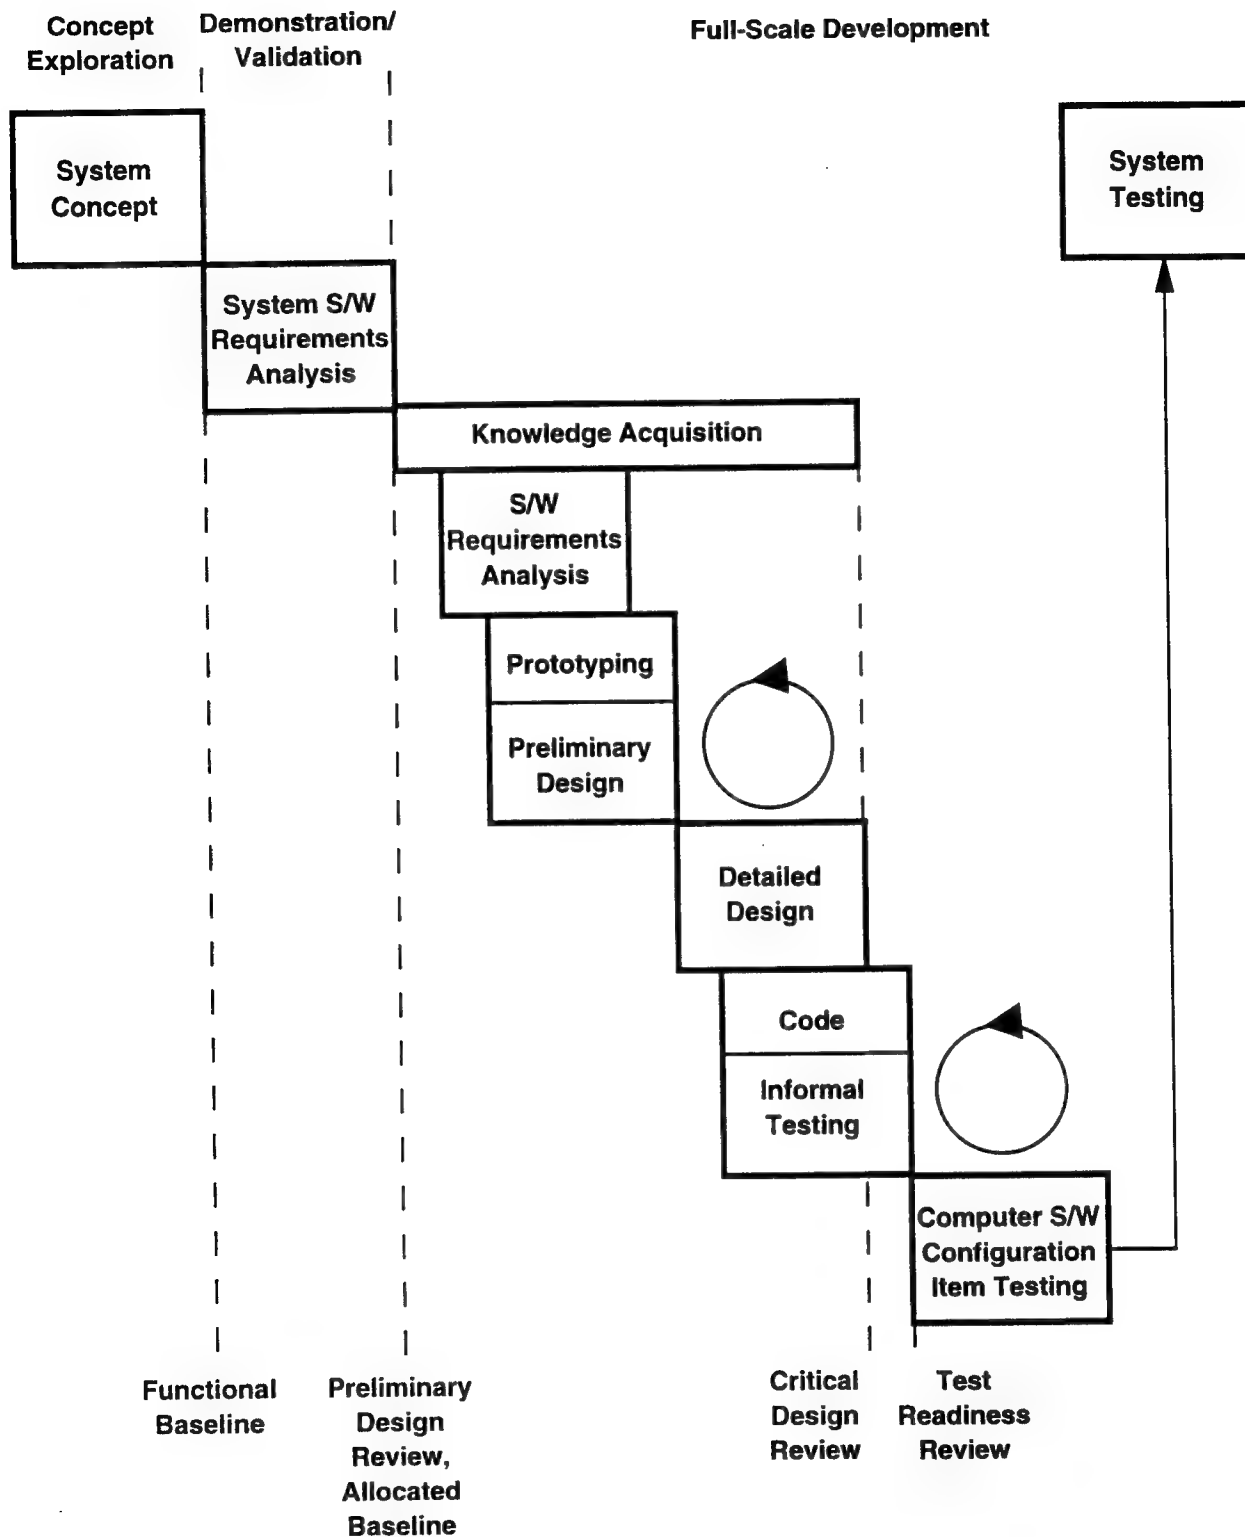 Concept
Exploration
Demonstration/
Validation
Full-Scale Development
System
Concept
System
Testing
System S/W
Requirements
Analysis
Knowledge Acquisition
S/W
Requirements
Analysis
Prototyping
Preliminary
Design
Detailed
Design
Code
Informal
Testing
Computer S/W
Configuration
Item Testing
Functional
Baseline
Preliminary
Design
Review,
Allocated
Baseline
Critical
Design
Review
Test
Readiness
Review